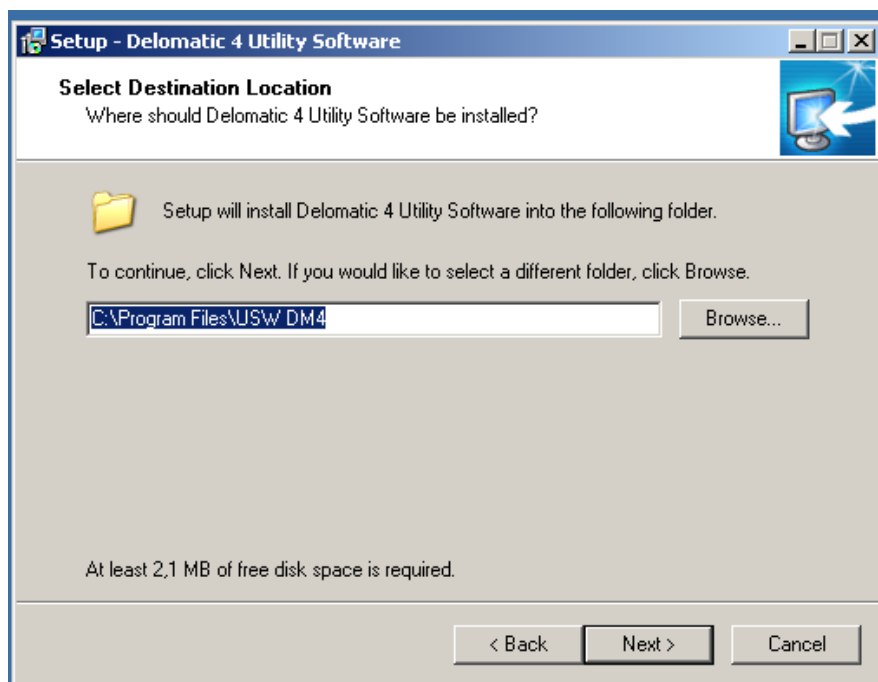 Setup - Delomatic 4 Utility Software
Select Destination Location
Where should Delomatic 4 Utility Software be installed?
Setup will install Delomatic 4 Utility Software into the following folder.
To continue, click Next. If you would like to select a different folder, click Browse.
C:\Program Files\USW DM4
Browse...
At least 2,1 MB of free disk space is required.
< Back
Next >
Cancel